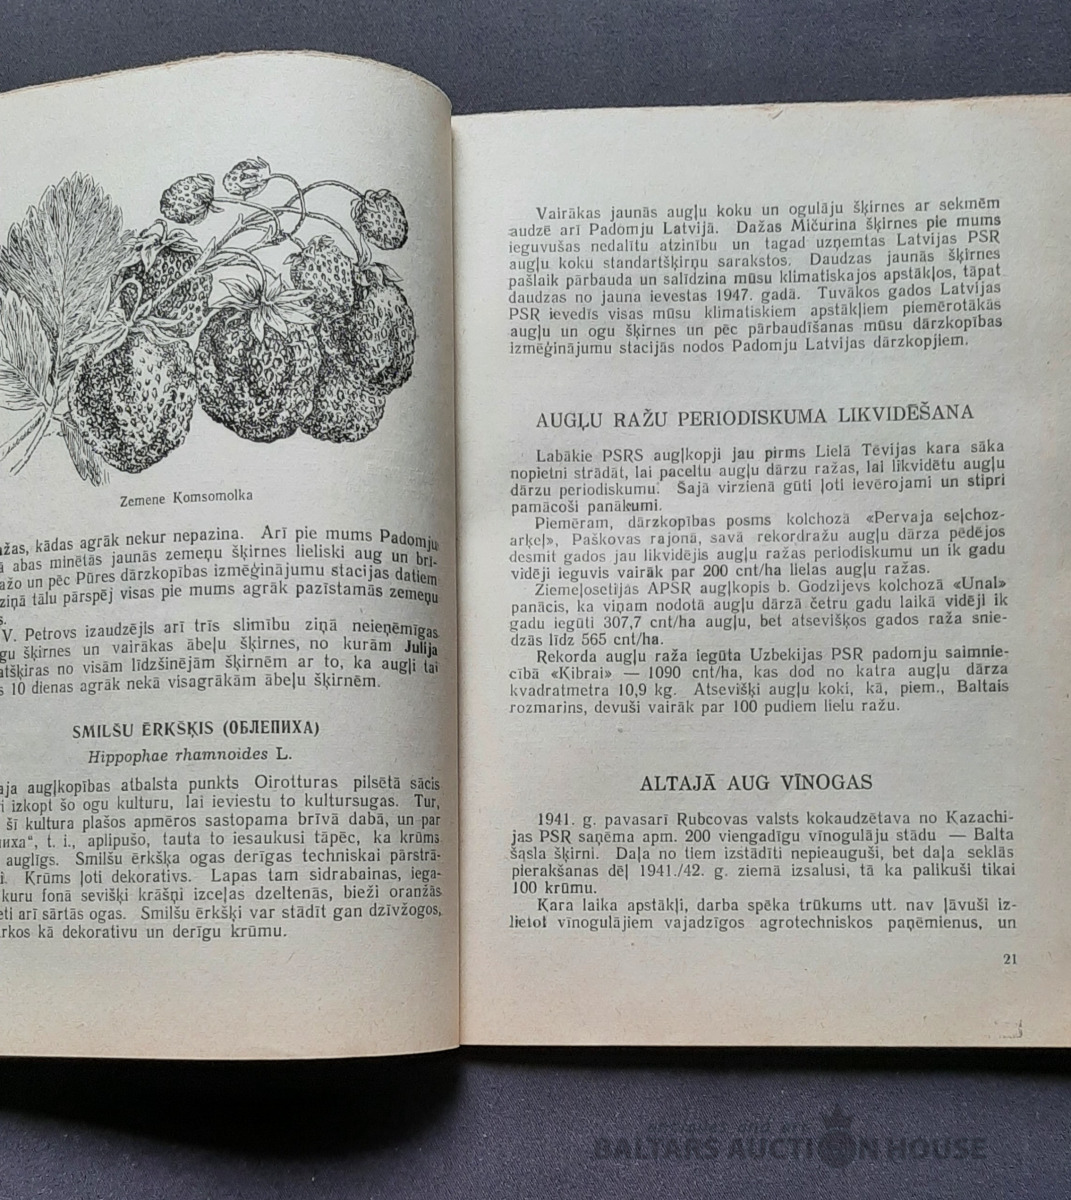 Zemene Komsomolka
kādas agrāk nekur nepazina. Arī pie mums Padomju
abas minētās jaunās zemeņu šķirnes lieliski aug un
un pēc Pūres dārzkopības izmēģinājumu stacijas datiem
ziņā tālu pārspēj visas pie mums agrāk pazīstamās zemeņu
V. Petrovs izaudzējis arī trīs slimību ziņā neieņēmīgas
šķirnes un vairākas ābeļu šķirnes, no kurām Julija
atšķiras no visām līdzšinējām šķirnēm ar to, ka augļi tai
10 dienas agrāk nekā visagrākām ābeļu šķirnēm.
SMILŠU ĒRKŠĶIS (ОБЛЕПИХА)
Hippophae rhamnoides L.
augļkopības atbalsta punkts Oirotturas pilsētā sācis
izkopt šo ogu kulturu, lai ieviestu to kultursugas. Tur,
šī kultura plašos apmēros sastopama brīvā dabā, un par
t. i., aplipušo, tauta to iesaukusi tāpēc, ka krūms
auglīgs. Smilšu ērkšķa ogas derīgas techniskai pārstrā-
Krūms ļoti dekorativs. Lapas tam sidrabainas, iega-
kuru fonā sevišķi krāšņi izceļas dzeltenās, bieži oranžās
arī sārtās ogas. Smilšu ērkšķi var stādīt gan dzīvžogos,
kā dekorativu un derīgu krūmu.
Vairākas jaunās augļu koku un ogulāju šķirnes ar sekmēm
audzē arī Padomju Latvijā. Dažas Mičurina šķirnes pie mums
ieguvušas nedalītu atzinību un tagad uzņemtas Latvijas PSR
augļu koku standartšķirņu sarakstos. Daudzas jaunās šķirnes
pašlaik pārbauda un salīdzina mūsu klimatiskajos apstākļos, tāpat
daudzas no jauna ievestas 1947. gadā. Tuvākos gados Latvijas
PSR ievedīs visas mūsu klimatiskiem apstākļiem piemērotākās
augļu un ogu šķirnes un pēc pārbaudīšanas mūsu dārzkopības
izmēģinājumu stacijās nodos Padomju Latvijas dārzkopjiem.
AUGĻU RAŽU PERIODISKUMA LIKVIDĒŠANA
Labākie PSRS augļkopji jau pirms Lielā Tēvijas kara sāka
nopietni strādāt, lai paceltu augļu dārzu ražas, lai likvidētu augļu
dārzu periodiskumu. Šajā virzienā gūti ļoti ievērojami un stipri
pamācoši panākumi.
Piemēram, dārzkopības posms kolchozā «Pervaja seļchoz-
arķeļ», Paškovas rajonā, savā rekordražu augļu dārza pēdējos
desmit gados jau likvidējis augļu ražas periodiskumu un ik gadu
vidēji ieguvis vairāk par 200 cnt/ha lielas augļu ražas.
Ziemeļosetijas APSR augļkopis b. Godzijevs kolchozā «Unal»
panācis, ka viņam nodotā augļu dārzā četru gadu laikā vidēji ik
gadu iegūti 307,7 cnt/ha augļu, bet atsevišķos gados raža snie-
dzās līdz 565 cnt/ha.
Rekorda augļu raža iegūta Uzbekijas PSR padomju saimnie-
cībā «Kibrai» — 1090 cnt/ha, kas dod no katra augļu dārza
kvadratmetra 10,9 kg. Atsevišķi augļu koki, kā, piem., Baltais
rozmarins, devuši vairāk par 100 pudiem lielu ražu.
ALTAJĀ AUG VĪNOGAS
1941. g. pavasarī Rubcovas valsts kokaudzētava no Kazachi-
jas PSR saņēma apm. 200 viengadīgu vīnogulāju stādu — Balta
šasla šķirni. Daļa no tiem izstādīti nepieauguši, bet daļa seklās
pierakšanas dēļ 1941./42. g. ziemā izsalusi, tā ka palikuši tikai
100 krūmu.
Kara laika apstākļi, darba spēka trūkums utt. nav ļāvuši iz-
lietot vīnogulājiem vajadzīgos agrotechniskos paņēmienus, un
21
antiques and art
BALTARS AUCTION HOUSE